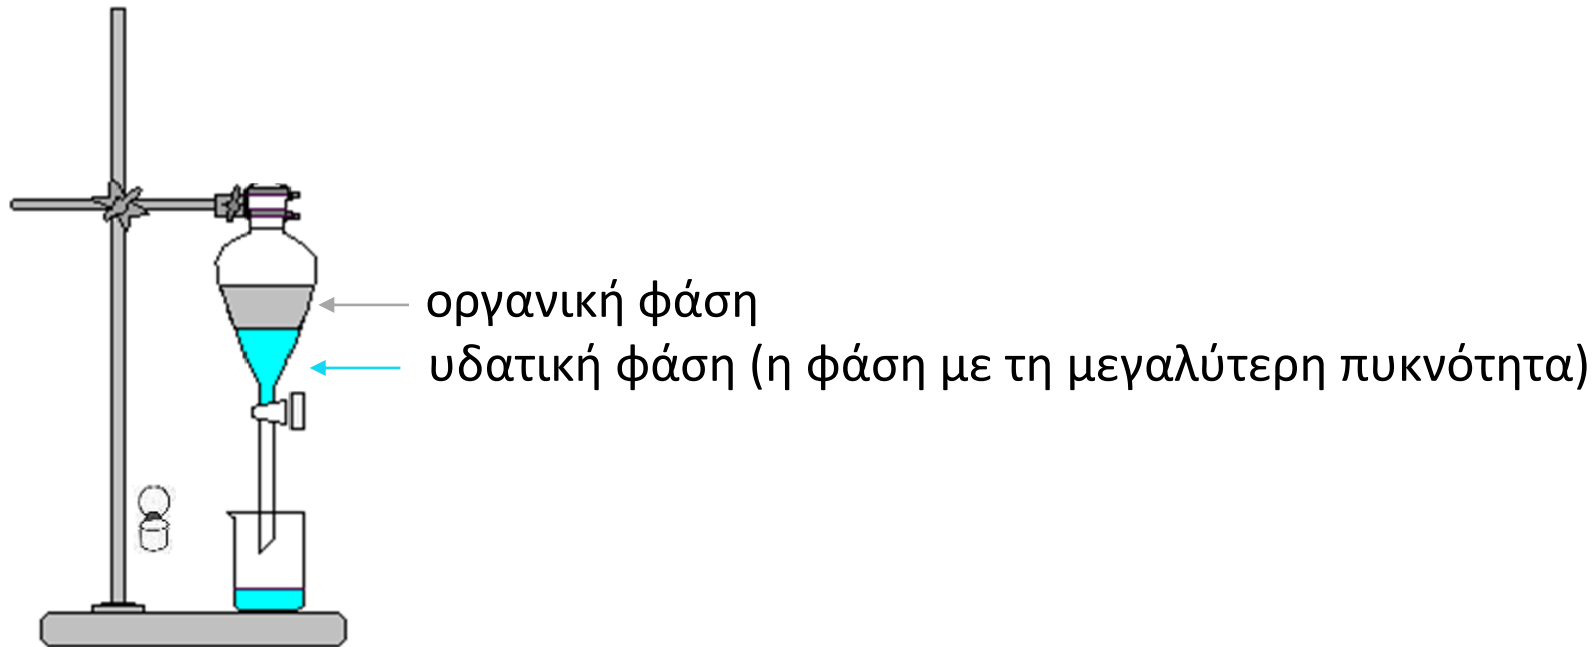 οργανική φάση
υδατική φάση (η φάση με τη μεγαλύτερη πυκνότητα)